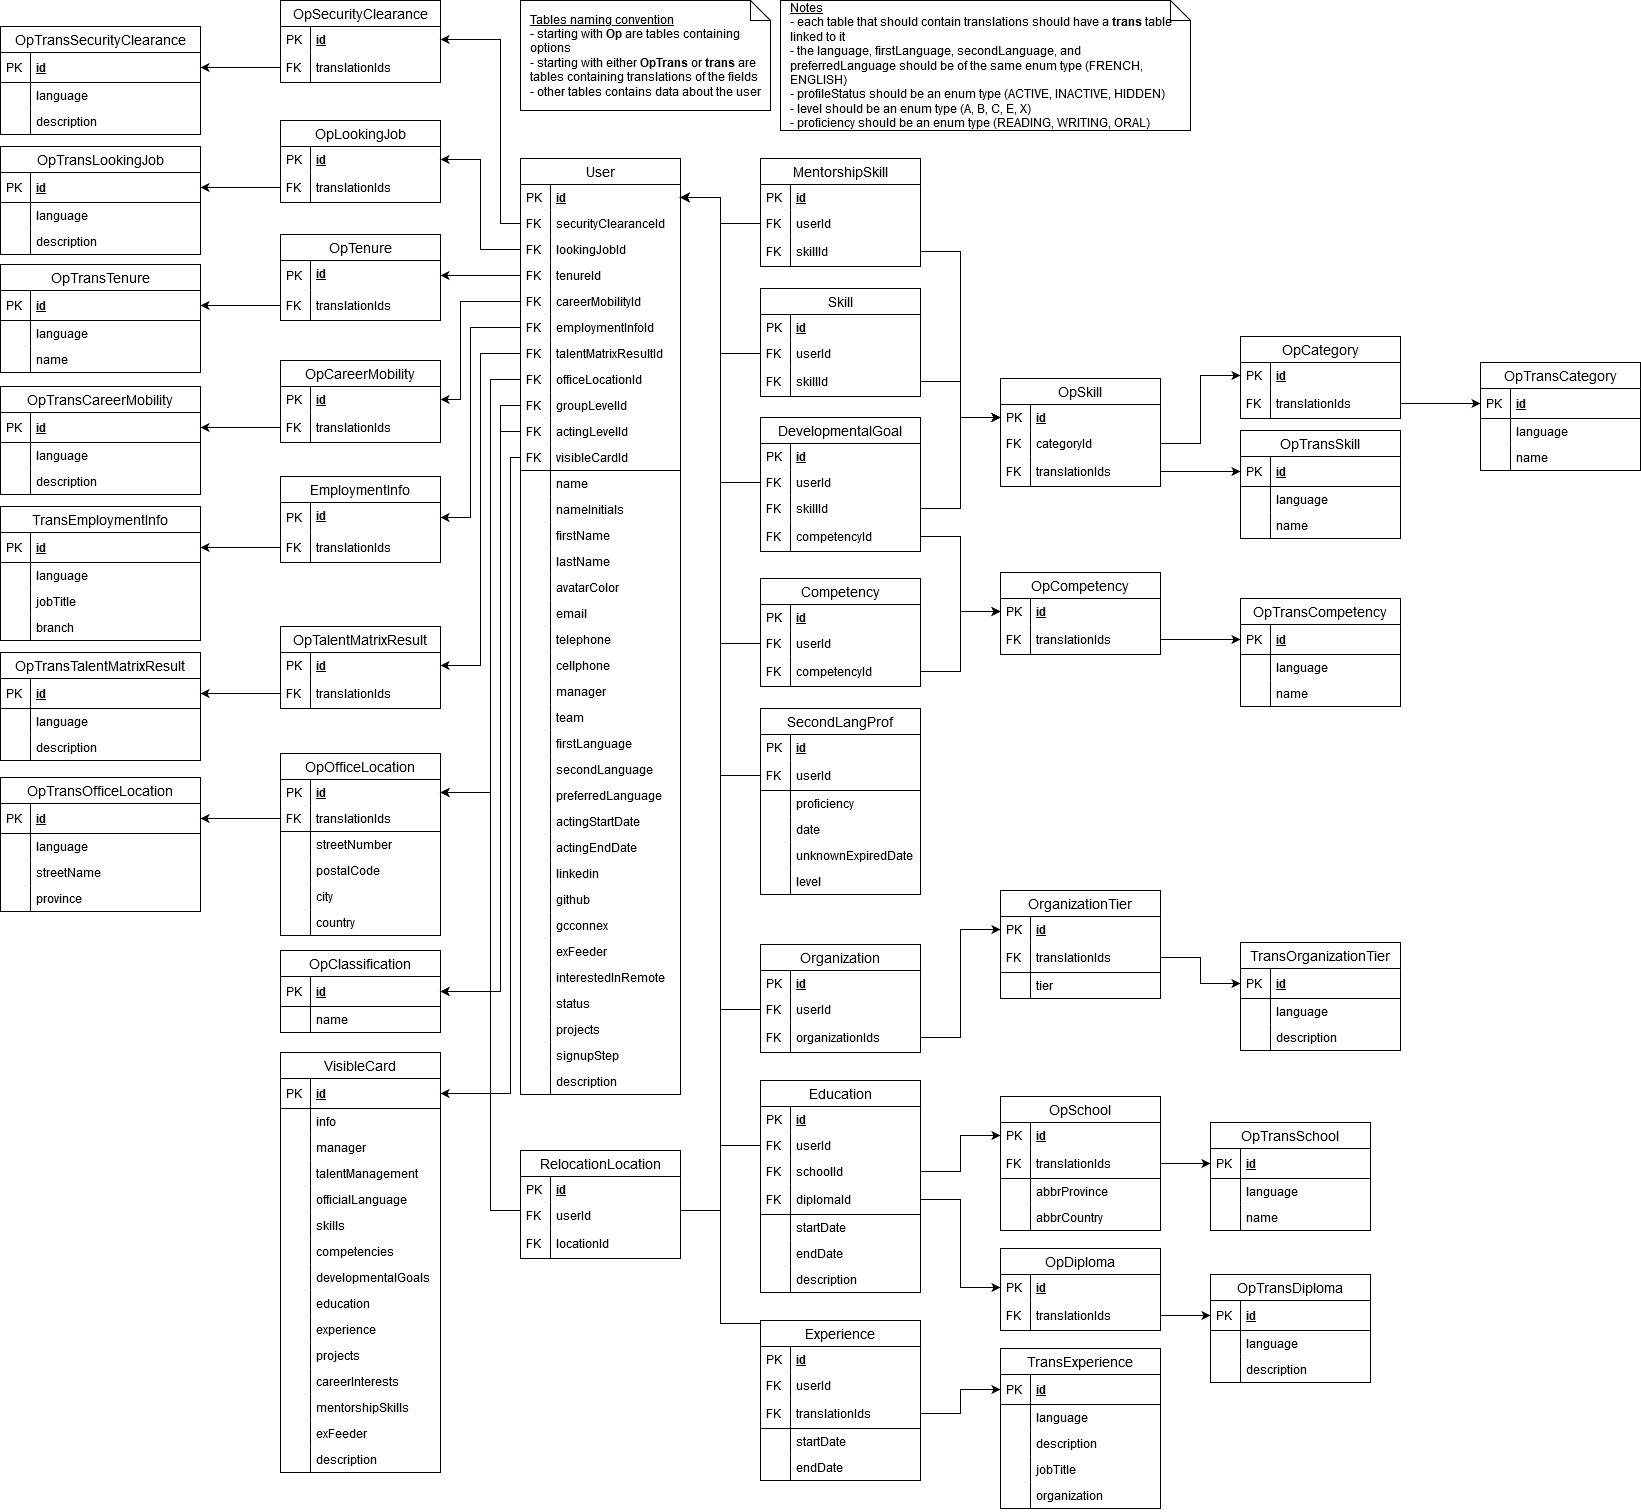 Tables naming convention
- starting with Op are tables containing
options
- starting with either OpTrans or trans are
tables containing translations of the fields
- other tables contains data about the user
Notes
- each table that should contain translations should have a trans table
linked to it
- the language, firstLanguage, secondLanguage, and
preferredLanguage should be of the same enum type (FRENCH,
ENGLISH)
- profileStatus should be an enum type (ACTIVE, INACTIVE, HIDDEN)
- level should be an enum type (A, B, C, E, X)
- proficiency should be an enum type (READING, WRITING, ORAL)
OpTransSecurityClearance
PK id
language
description
OpTransLookingJob
PK id
language
description
OpTransTenure
PK id
language
name
OpTransCareerMobility
PK id
language
description
TransEmploymentInfo
PK id
language
jobTitle
branch
OpTransTalentMatrixResult
PK id
language
description
OpTransOfficeLocation
PK id
language
streetName
province
OpSecurityClearance
PK id
FK translationIds
OpLookingJob
PK id
FK translationIds
OpTenure
PK id
FK translationIds
OpCareerMobility
PK id
FK translationIds
EmploymentInfo
PK id
FK translationIds
OpTalentMatrixResult
PK id
FK translationIds
OpOfficeLocation
PK id
FK translationIds
streetNumber
postalCode
city
country
OpClassification
PK id
name
VisibleCard
PK id
info
manager
talentManagement
officialLanguage
skills
competencies
developmentalGoals
education
experience
projects
careerInterests
mentorshipSkills
exFeeder
description
User
PK id
FK securityClearanceId
FK lookingJobId
FK tenureId
FK careerMobilityId
FK employmentInfoId
FK talentMatrixResultId
FK officeLocationId
FK groupLevelId
FK actingLevelId
FK visibleCardId
name
nameInitials
firstName
lastName
avatarColor
email
telephone
cellphone
manager
team
firstLanguage
secondLanguage
preferredLanguage
actingStartDate
actingEndDate
linkedin
github
gcconnex
exFeeder
interestedInRemote
status
projects
signupStep
description
RelocationLocation
PK id
FK userId
FK locationId
MentorshipSkill
PK id
FK userId
FK skillId
Skill
PK id
FK userId
FK skillId
DevelopmentalGoal
PK id
FK userId
FK skillId
FK competencyId
Competency
PK id
FK userId
FK competencyId
SecondLangProf
PK id
FK userId
proficiency
date
unknownExpiredDate
level
Organization
PK id
FK userId
FK organizationIds
Education
PK id
FK userId
FK schoolId
FK diplomaId
startDate
endDate
description
Experience
PK id
FK userId
FK translationIds
startDate
endDate
OpSkill
PK id
FK categoryId
FK translationIds
OpCompetency
PK id
FK translationIds
OrganizationTier
PK id
FK translationIds
tier
OpSchool
PK id
FK translationIds
abbrProvince
abbrCountry
OpDiploma
PK id
FK translationIds
TransExperience
PK id
language
description
jobTitle
organization
OpCategory
PK id
FK translationIds
OpTransSkill
PK id
language
name
OpTransCompetency
PK id
language
name
TransOrganizationTier
PK id
language
description
OpTransSchool
PK id
language
name
OpTransDiploma
PK id
language
description
OpTransCategory
PK id
language
name